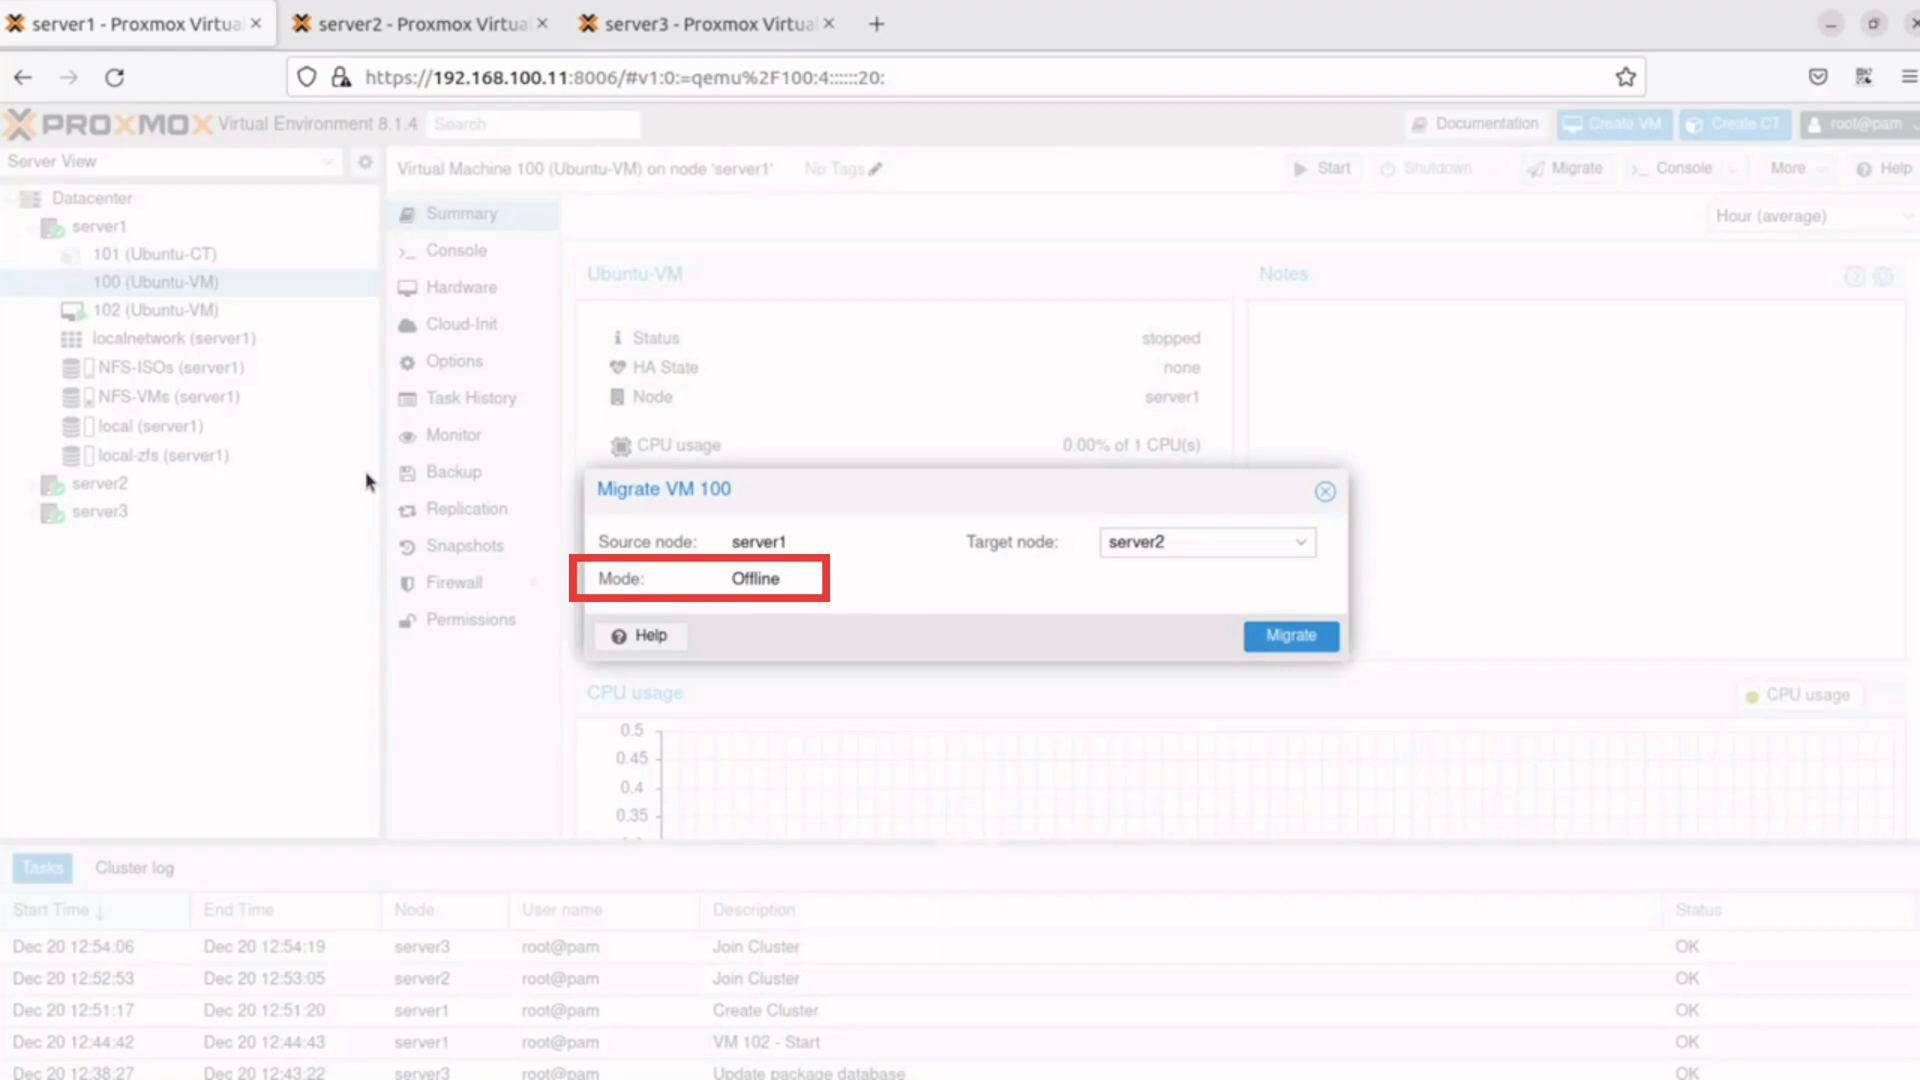 server1 - Proxmox Virtual
server2 - Proxmox Virtual
server3 - Proxmox Virtual
https://192.168.100.11:8006/#v1:0:=qemu%2F100:4::::::20:
PROXMOX Virtual Environment 8.1.4 Search Documentation Create VM Create CT root@pam
Server View
Virtual Machine 100 (Ubuntu-VM) on node 'server1' No Tags Start Shutdown Migrate >_ Console More Help
Datacenter
server1
101 (Ubuntu-CT)
100 (Ubuntu-VM)
102 (Ubuntu-VM)
localnetwork (server1)
NFS-ISOs (server1)
NFS-VMs (server1)
local (server1)
local-zfs (server1)
server2
server3
Summary
>_ Console
Hardware
Cloud-Init
Options
Task History
Monitor
Backup
Replication
Snapshots
Firewall
Permissions
Hour (average)
Ubuntu-VM
Status stopped
HA State none
Node server1
CPU usage 0.00% of 1 CPU(s)
Notes
Migrate VM 100
Source node: server1 Target node: server2
Mode: Offline
Help Migrate
CPU usage
CPU usage
0.5
0.45
0.4
0.35
Tasks Cluster log
Start Time ↓ End Time Node User name Description Status
Dec 20 12:54:06 Dec 20 12:54:19 server3 root@pam Join Cluster OK
Dec 20 12:52:53 Dec 20 12:53:05 server2 root@pam Join Cluster OK
Dec 20 12:51:17 Dec 20 12:51:20 server1 root@pam Create Cluster OK
Dec 20 12:44:42 Dec 20 12:44:43 server1 root@pam VM 102 - Start OK
Dec 20 12:38:27 Dec 20 12:43:22 server3 root@pam Update package database OK